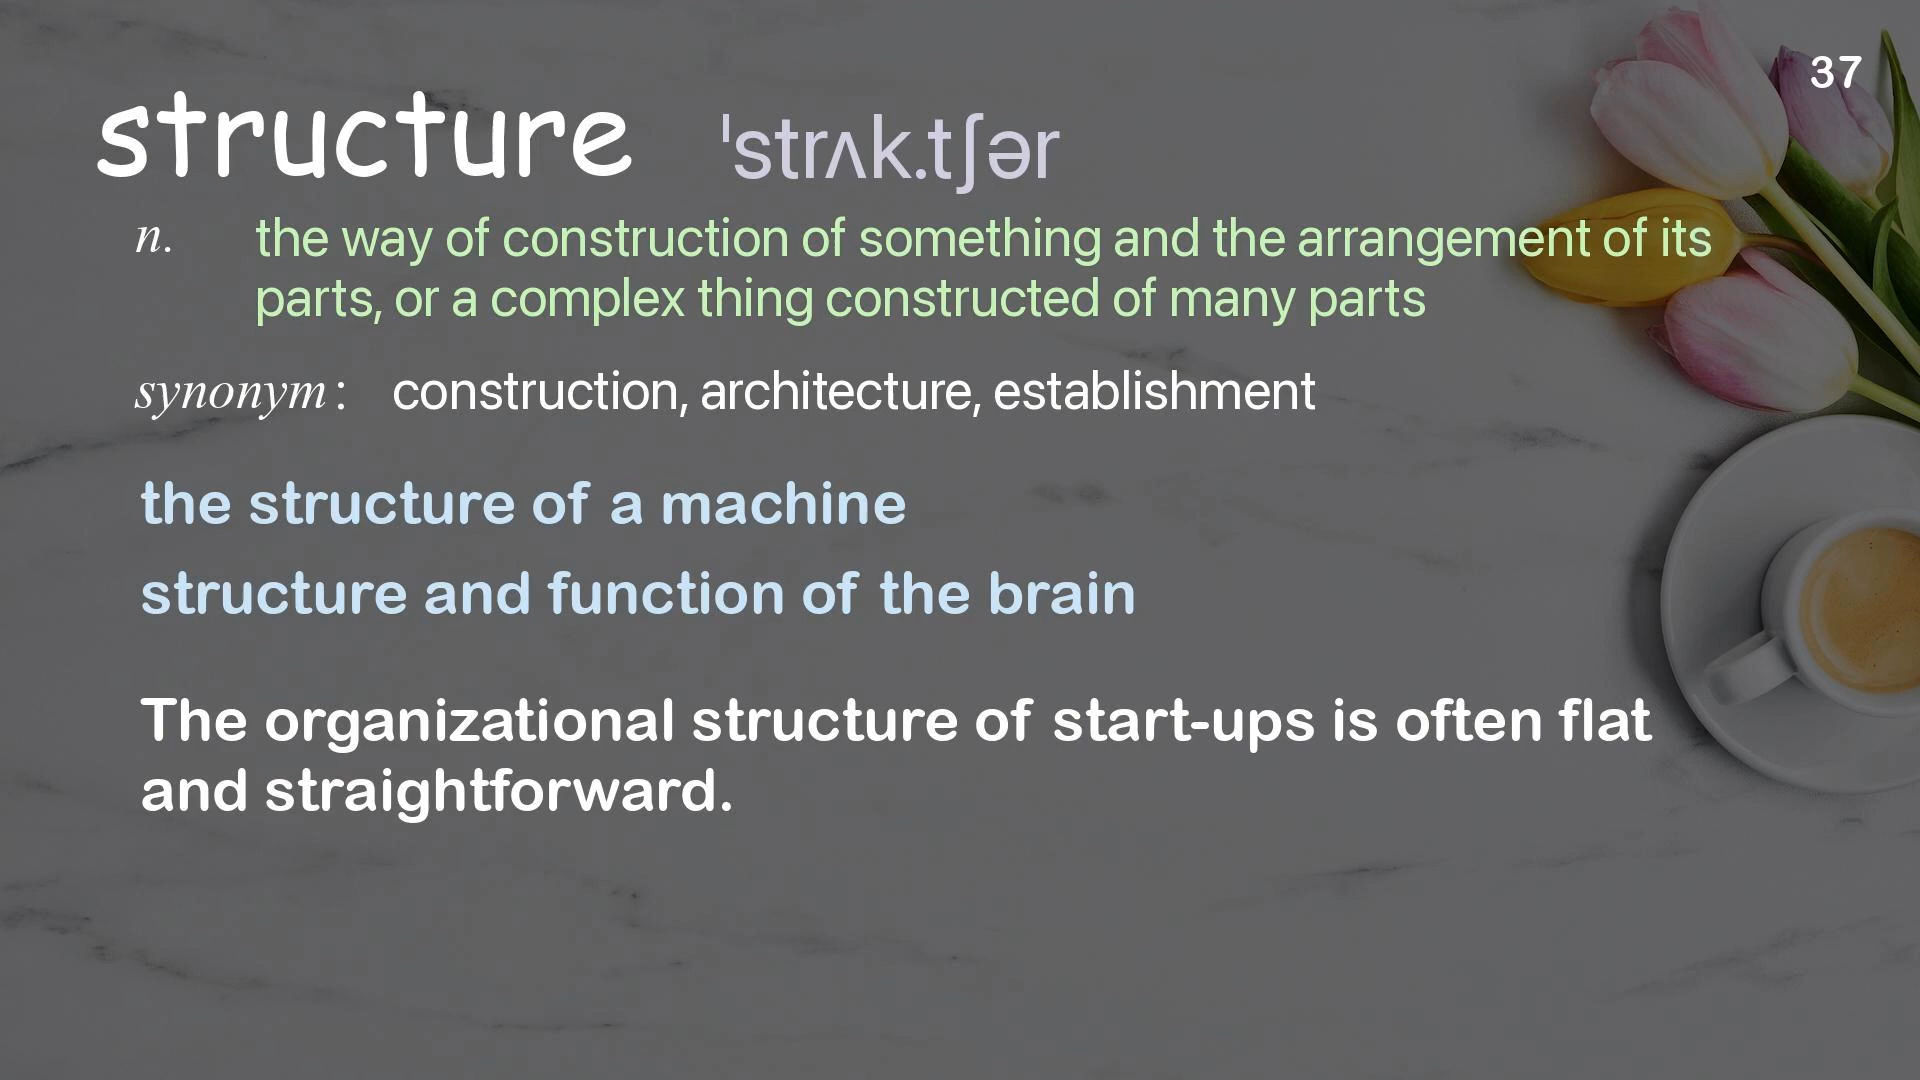 37
structure ˈstrʌk.tʃər
n. the way of construction of something and the arrangement of its
parts, or a complex thing constructed of many parts
synonym: construction, architecture, establishment
the structure of a machine
structure and function of the brain
The organizational structure of start-ups is often flat
and straightforward.